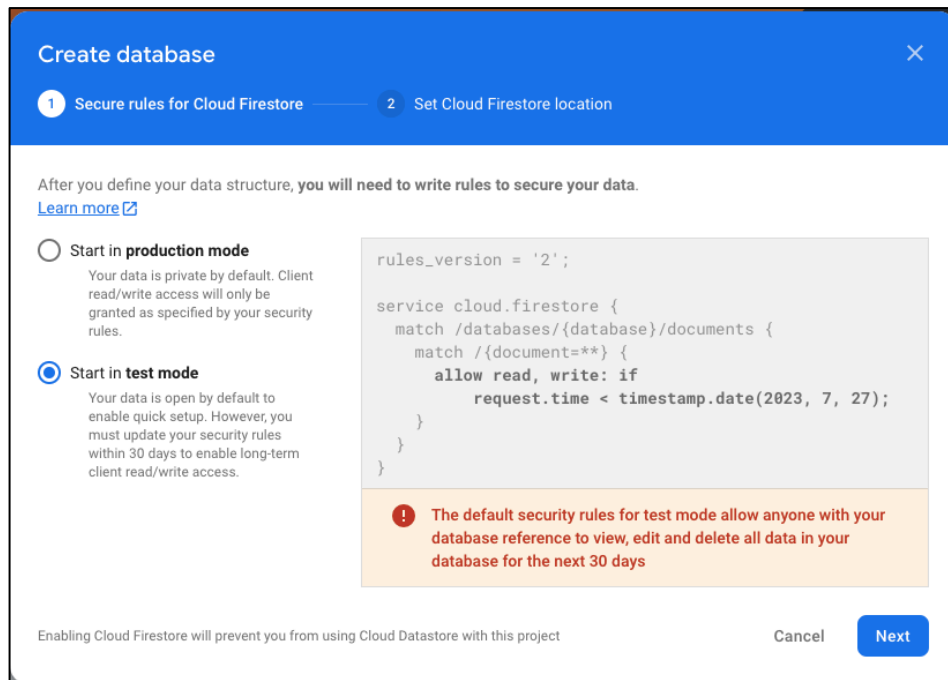 Create database
1 Secure rules for Cloud Firestore
2 Set Cloud Firestore location
After you define your data structure, you will need to write rules to secure your data.
Learn more
Start in production mode
Your data is private by default. Client
read/write access will only be
granted as specified by your security
rules.
Start in test mode
Your data is open by default to
enable quick setup. However, you
must update your security rules
within 30 days to enable long-term
client read/write access.
rules_version = '2';
service cloud.firestore {
  match /databases/{database}/documents {
    match /{document=**} {
      allow read, write: if
          request.time < timestamp.date(2023, 7, 27);
    }
  }
}
The default security rules for test mode allow anyone with your
database reference to view, edit and delete all data in your
database for the next 30 days
Enabling Cloud Firestore will prevent you from using Cloud Datastore with this project
Cancel
Next